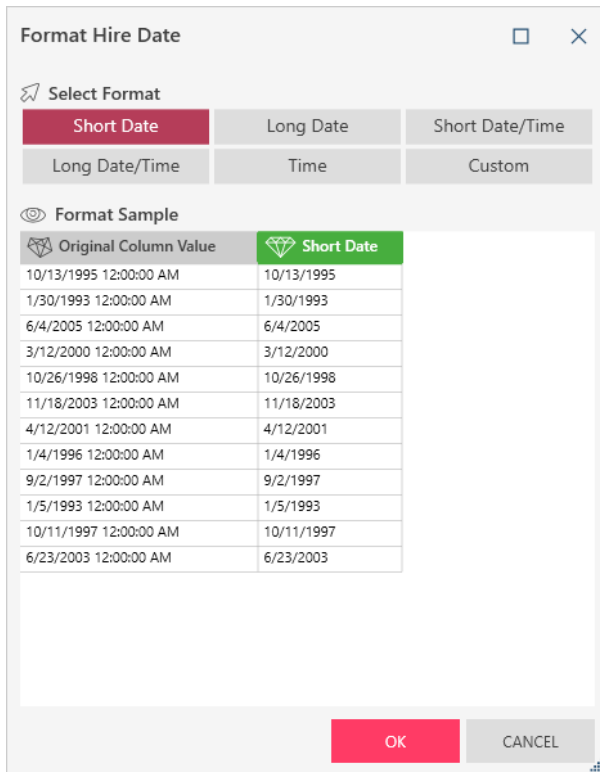 Format Hire Date
Select Format
Short Date Long Date Short Date/Time
Long Date/Time Time Custom
Format Sample
Original Column Value Short Date
10/13/1995 12:00:00 AM 10/13/1995
1/30/1993 12:00:00 AM 1/30/1993
6/4/2005 12:00:00 AM 6/4/2005
3/12/2000 12:00:00 AM 3/12/2000
10/26/1998 12:00:00 AM 10/26/1998
11/18/2003 12:00:00 AM 11/18/2003
4/12/2001 12:00:00 AM 4/12/2001
1/4/1996 12:00:00 AM 1/4/1996
9/2/1997 12:00:00 AM 9/2/1997
1/5/1993 12:00:00 AM 1/5/1993
10/11/1997 12:00:00 AM 10/11/1997
6/23/2003 12:00:00 AM 6/23/2003
OK CANCEL